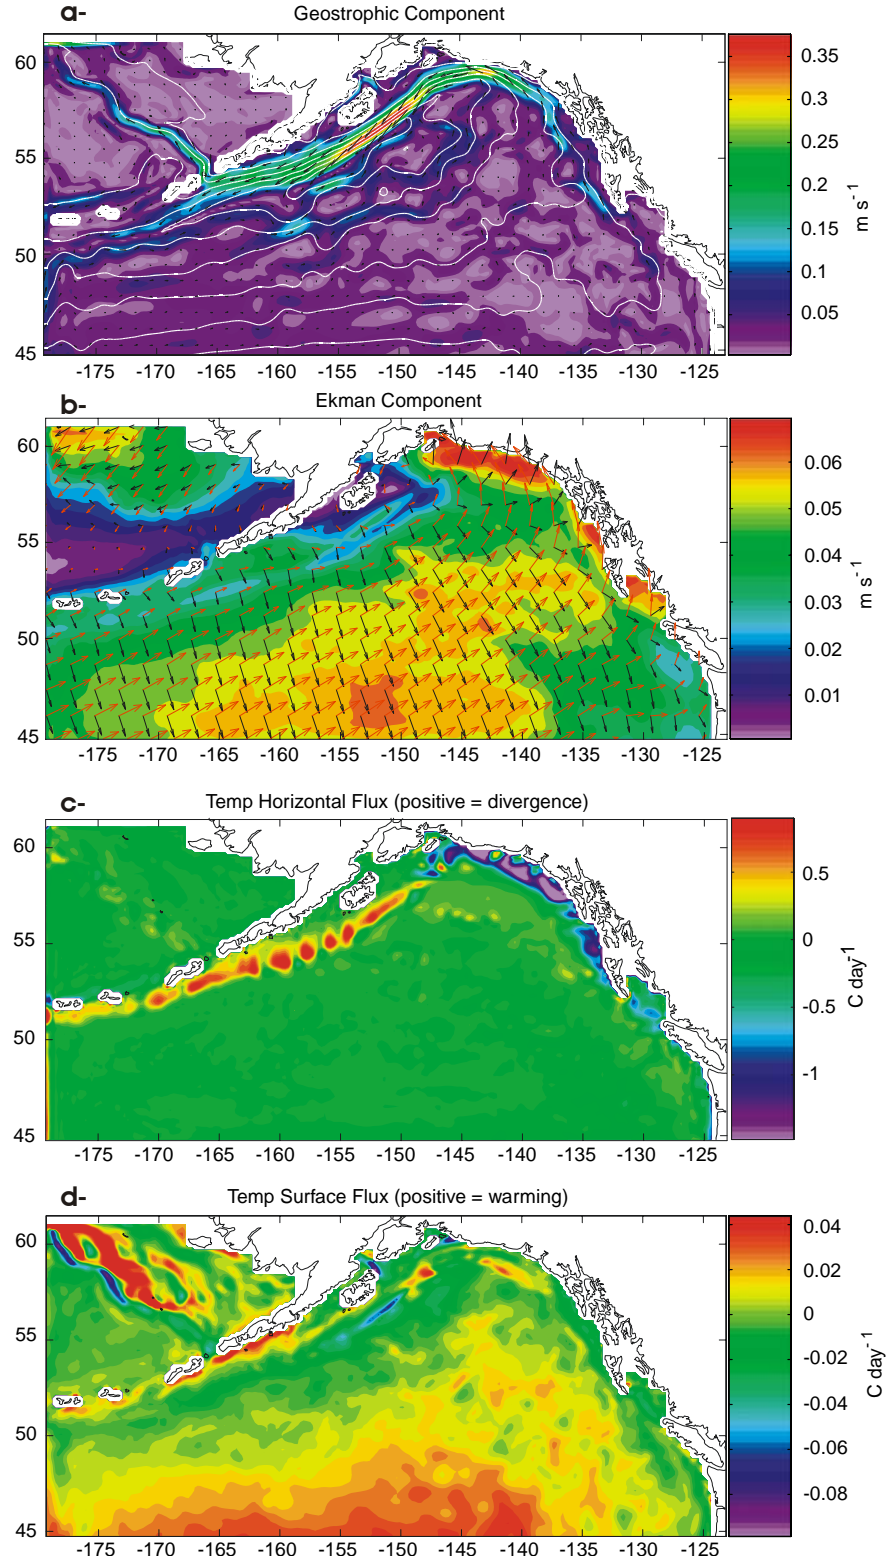 a-
Geostrophic Component
60
55
50
45
-175 -170 -165 -160 -155 -150 -145 -140 -135 -130 -125
0.35
0.3
0.25
0.2
0.15
0.1
0.05
m s⁻¹
b-
Ekman Component
60
55
50
45
-175 -170 -165 -160 -155 -150 -145 -140 -135 -130 -125
0.06
0.05
0.04
0.03
0.02
0.01
m s⁻¹
c-
Temp Horizontal Flux (positive = divergence)
60
55
50
45
-175 -170 -165 -160 -155 -150 -145 -140 -135 -130 -125
0.5
0
-0.5
-1
C day⁻¹
d-
Temp Surface Flux (positive = warming)
60
55
50
45
-175 -170 -165 -160 -155 -150 -145 -140 -135 -130 -125
0.04
0.02
0
-0.02
-0.04
-0.06
-0.08
C day⁻¹